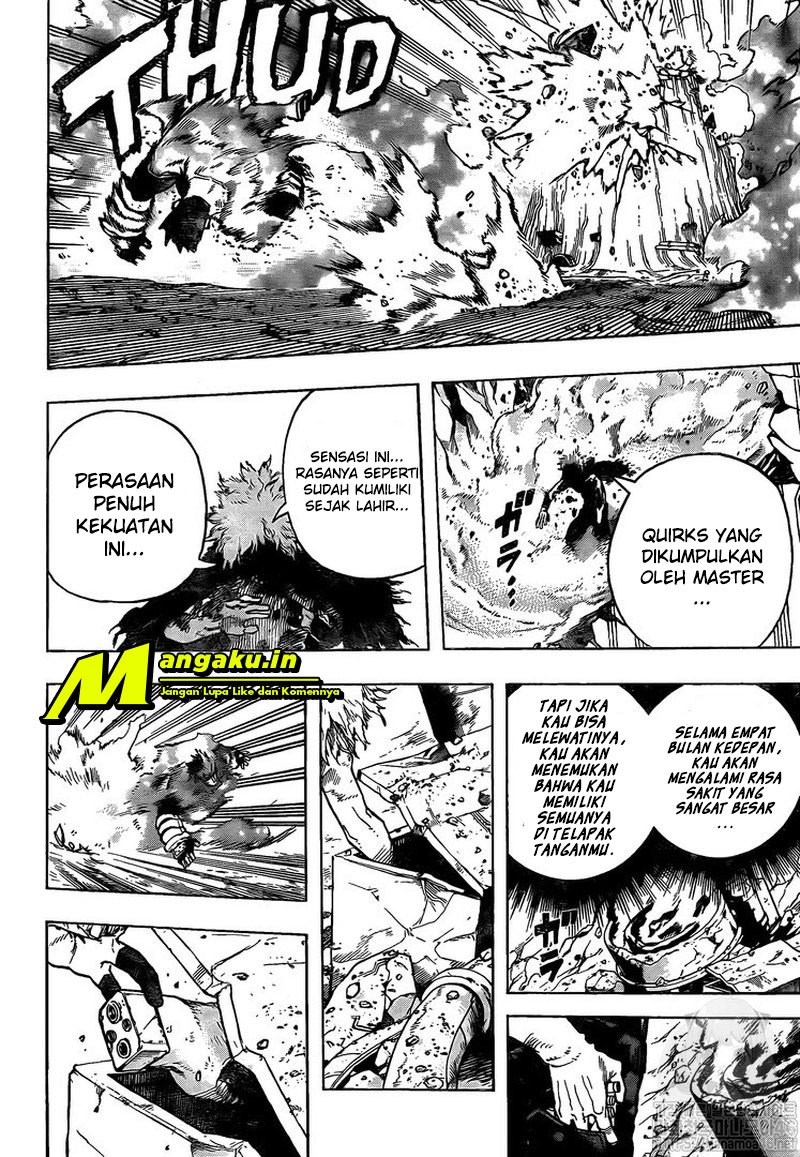 THUD
QUIRKS YANG
DIKUMPULKAN
OLEH MASTER
...
ガラ...
SENSASI INI...
RASANYA SEPERTI
SUDAH KUMILIKI
SEJAK LAHIR...
PERASAAN
PENUH
KEKUATAN
INI...
Mangaku.in
Jangan Lupa Like dan Komennya
SELAMA EMPAT
BULAN KEDEPAN,
KAU AKAN
MENGALAMI RASA
SAKIT YANG
SANGAT BESAR
...
TAPI JIKA
KAU BISA
MELEWATINYA,
KAU AKAN
MENEMUKAN
BAHWA KAU
MEMILIKI
SEMUANYA
DI TELAPAK
TANGANMU.